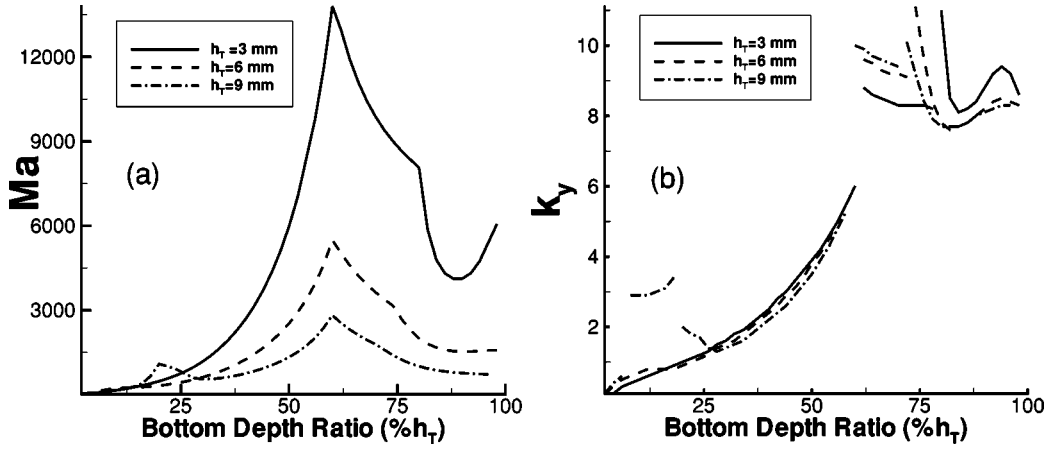 h_T =3 mm
h_T=6 mm
h_T=9 mm
(a)
Ma
12000
9000
6000
3000
25
50
75
100
Bottom Depth Ratio (%h_T)
h_T=3 mm
h_T=6 mm
h_T=9 mm
(b)
k_y
10
8
6
4
2
25
50
75
100
Bottom Depth Ratio (%h_T)